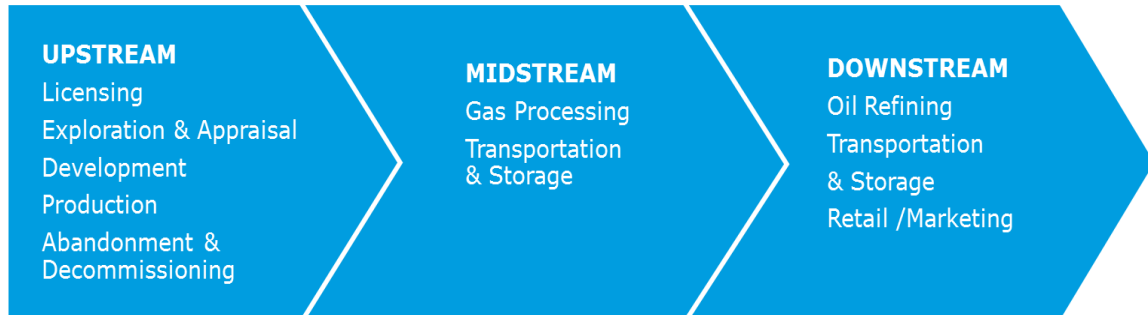 UPSTREAM
Licensing
Exploration & Appraisal
Development
Production
Abandonment &
Decommissioning
MIDSTREAM
Gas Processing
Transportation
& Storage
DOWNSTREAM
Oil Refining
Transportation
& Storage
Retail /Marketing